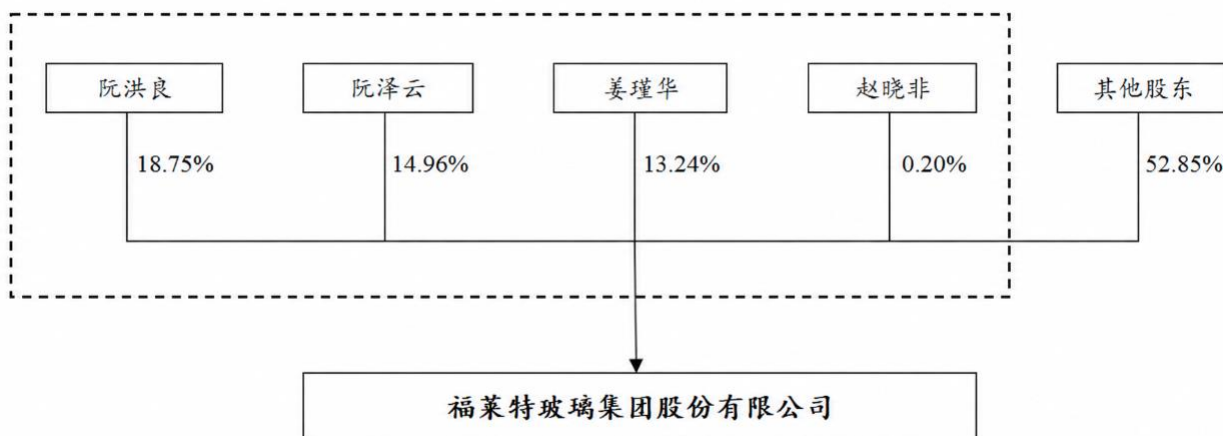 阮洪良
阮泽云
姜瑾华
赵晓非
其他股东
18.75%
14.96%
13.24%
0.20%
52.85%
福莱特玻璃集团股份有限公司